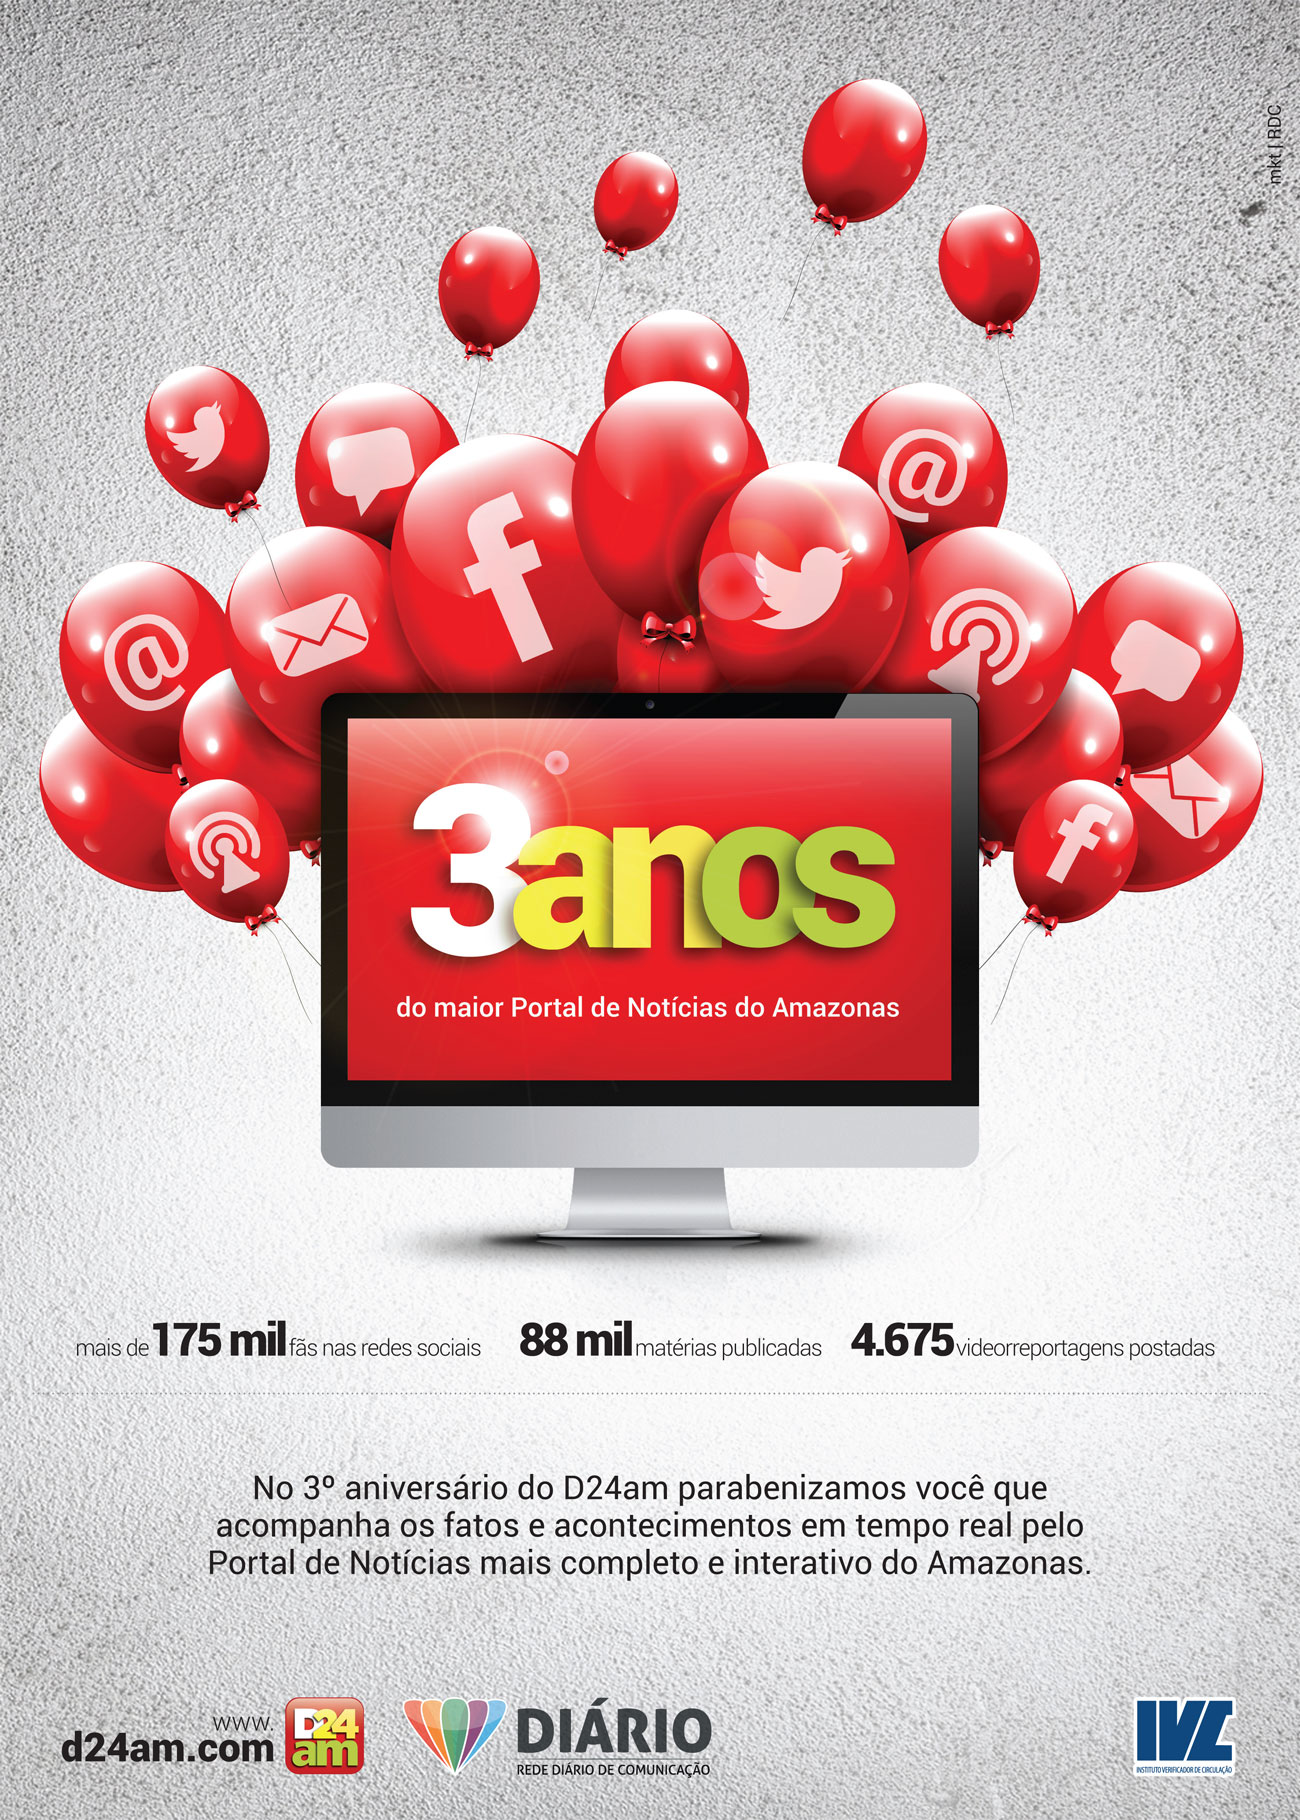 mkt | RDC
3anos
do maior Portal de Notícias do Amazonas
mais de 175 mil fãs nas redes sociais 88 mil matérias publicadas 4.675 videorreportagens postadas
No 3º aniversário do D24am parabenizamos você que
acompanha os fatos e acontecimentos em tempo real pelo
Portal de Notícias mais completo e interativo do Amazonas.
www.
d24am.com
D24
am
DIÁRIO
REDE DIÁRIO DE COMUNICAÇÃO
IVC
INSTITUTO VERIFICADOR DE CIRCULAÇÃO